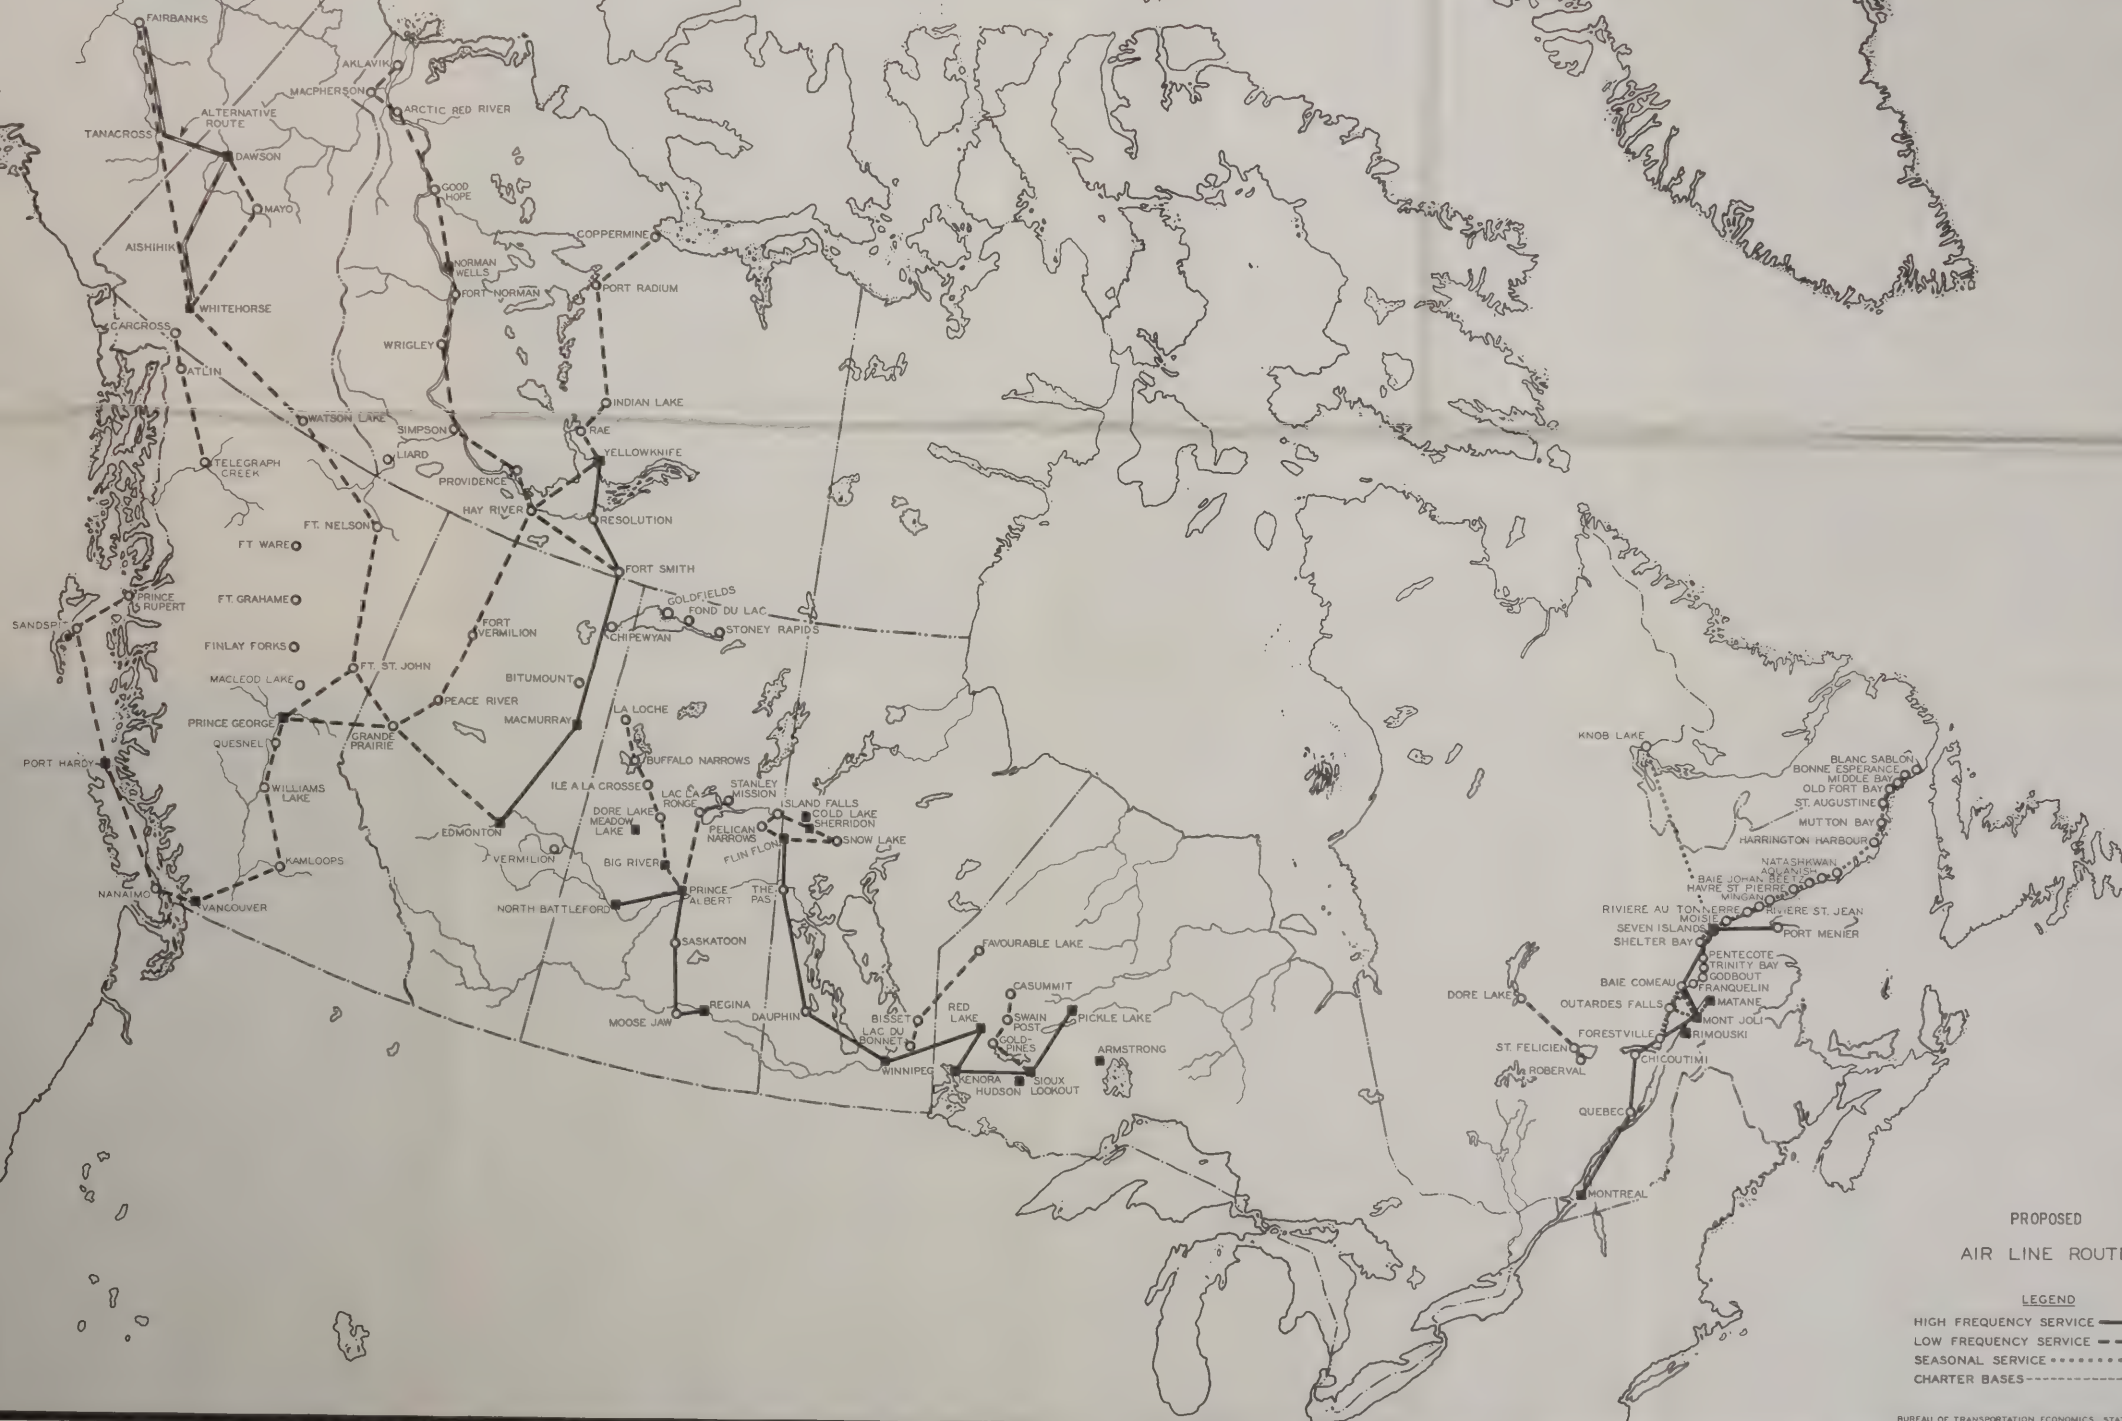 FAIRBANKS
AKLAVIK
MACPHERSON
ARCTIC RED RIVER
ALTERNATIVE
ROUTE
TANACROSS
DAWSON
GOOD
HOPE
MAYO
COPPERMINE
AISHIHIK
NORMAN
WELLS
FORT NORMAN
PORT RADIUM
WHITEHORSE
CARCROSS
WRIGLEY
ATLIN
INDIAN LAKE
WATSON LAKE
SIMPSON
RAE
LIARD
YELLOWKNIFE
TELEGRAPH
CREEK
PROVIDENCE
HAY RIVER
RESOLUTION
FT. NELSON
FT WARE
FORT SMITH
PRINCE
RUPERT
FT. GRAHAME
GOLDFIELDS
FOND DU LAC
SANDSPIT
FORT
VERMILION
CHIPEWYAN
STONEY RAPIDS
FINLAY FORKS
FT. ST. JOHN
MACLEOD LAKE
BITUMOUNT
PEACE RIVER
LA LOCHE
PRINCE GEORGE
MACMURRAY
GRANDE
PRAIRIE
QUESNEL
KNOB LAKE
PORT HARDY
BUFFALO NARROWS
BLANC SABLON
BONNE ESPERANCE
MIDDLE BAY
OLD FORT BAY
WILLIAMS
LAKE
ILE A LA CROSSE
STANLEY
MISSION
LAC LA
RONGE
ISLAND FALLS
COLD LAKE
SHERRIDON
ST. AUGUSTINE
DORE LAKE
MEADOW
LAKE
EDMONTON
PELICAN
NARROWS
FLIN FLON
SNOW LAKE
MUTTON BAY
HARRINGTON HARBOUR
VERMILION
KAMLOOPS
BIG RIVER
NATASHKWAN
AGUANISH
BAIE JOHAN BEETZ
HAVRE ST PIERRE
MINGAN
NANAIMO
VANCOUVER
NORTH BATTLEFORD
PRINCE
ALBERT
THE
PAS
RIVIERE AU TONNERRE
RIVIERE ST. JEAN
MOISIE
SEVEN ISLANDS
PORT MENIER
SHELTER BAY
SASKATOON
FAVOURABLE LAKE
PENTECOTE
TRINITY BAY
GODBOUT
FRANQUELIN
BAIE COMEAU
CASUMMIT
DORE LAKE
OUTARDES FALLS
MATANE
REGINA
MOOSE JAW
DAUPHIN
BISSET
LAC DU
BONNET
RED
LAKE
SWAIN
POST
PICKLE LAKE
MONT JOLI
FORESTVILLE
RIMOUSKI
GOLD-
PINES
ARMSTRONG
ST. FELICIEN
CHICOUTIMI
ROBERVAL
WINNIPEG
KENORA
HUDSON
SIOUX
LOOKOUT
QUEBEC
MONTREAL
PROPOSED
AIR LINE ROUT
LEGEND
HIGH FREQUENCY SERVICE
LOW FREQUENCY SERVICE
SEASONAL SERVICE
CHARTER BASES
BUREAU OF TRANSPORTATION ECONOMICS